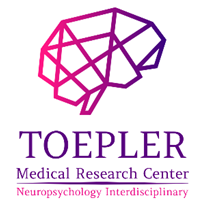 TOEPLER
Medical Research Center
Neuropsychology Interdisciplinary